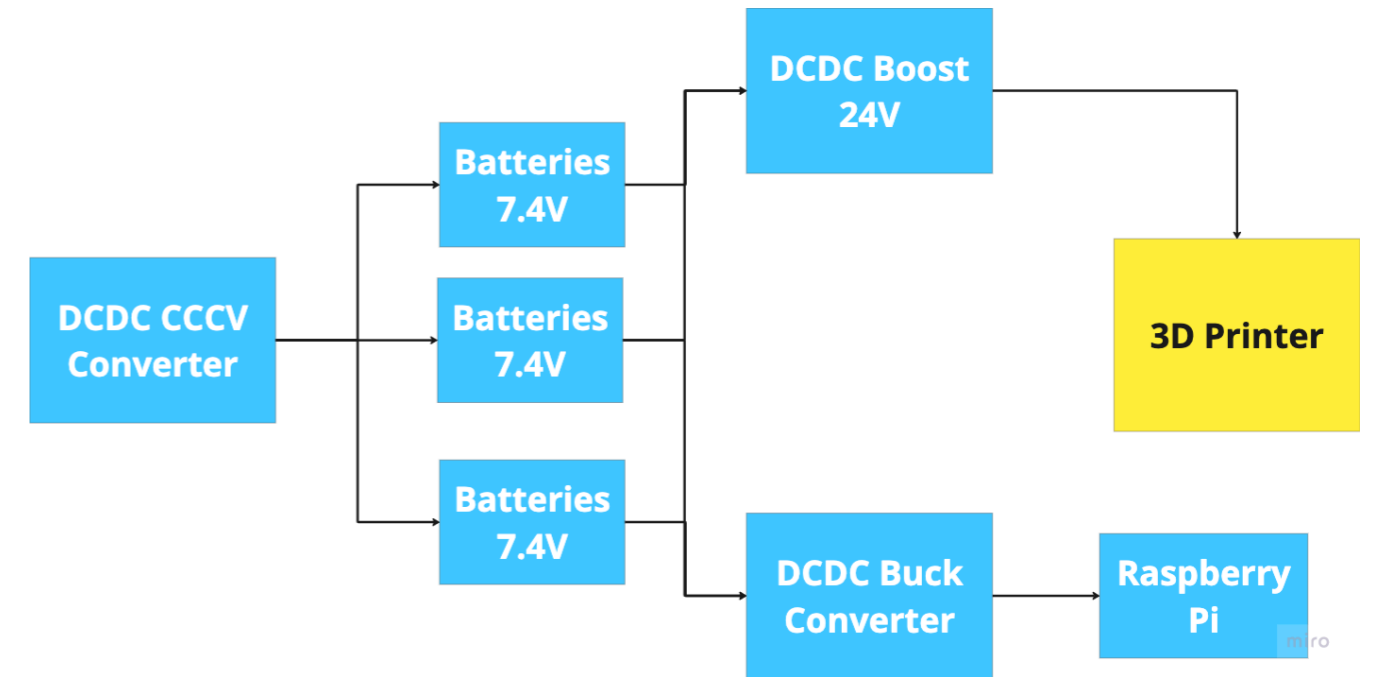 DCDC CCCV
Converter
Batteries
7.4V
Batteries
7.4V
Batteries
7.4V
DCDC Boost
24V
3D Printer
DCDC Buck
Converter
Raspberry
Pi
miro